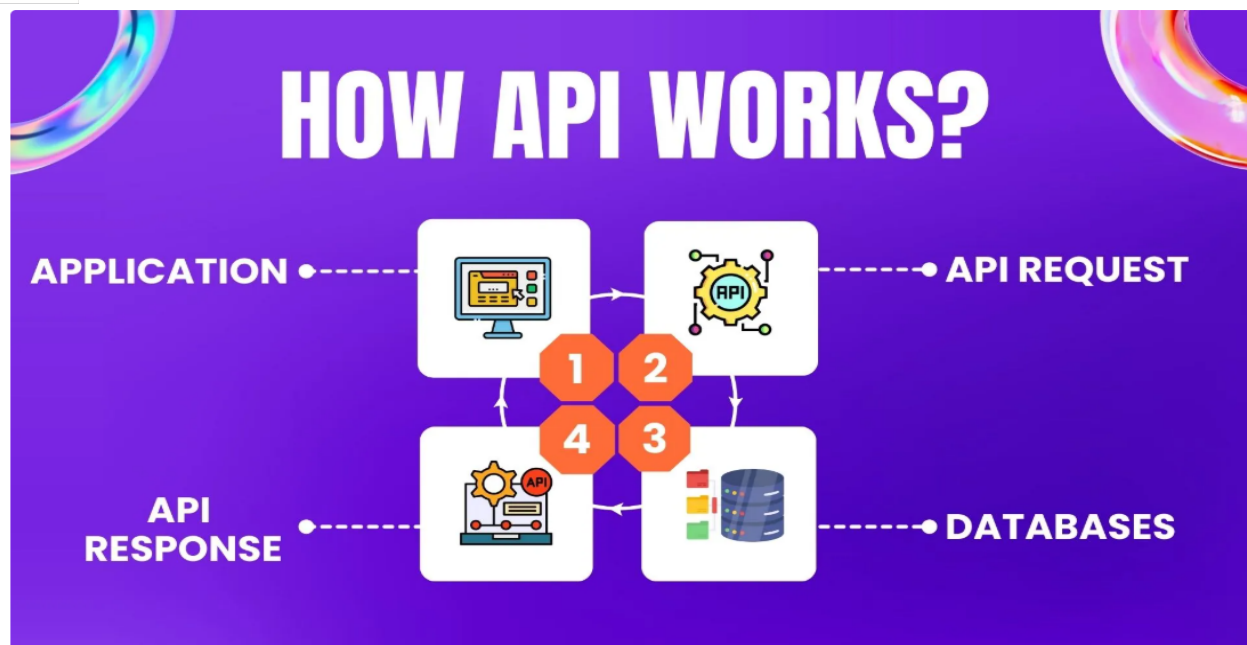 HOW API WORKS?
APPLICATION
API REQUEST
API
1
2
4
3
API
API
RESPONSE
DATABASES